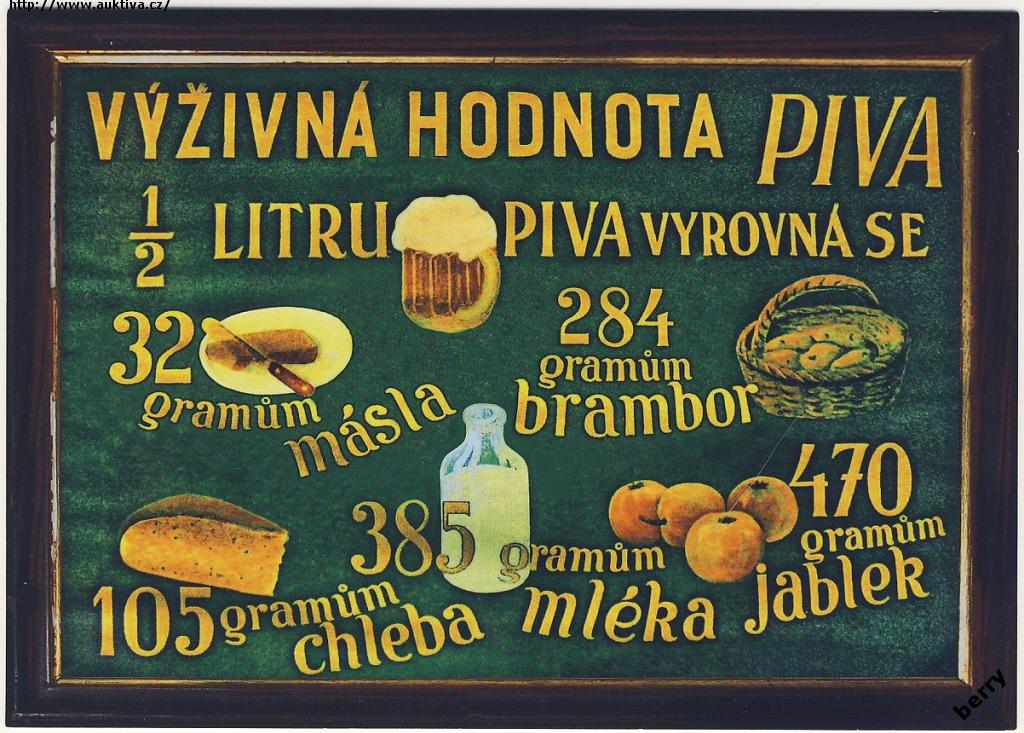 http://www.auktiva.cz/
VÝŽIVNÁ HODNOTA PIVA
1/2 LITRU PIVA VYROVNÁ SE
32 gramům másla
284 gramům brambor
105 gramům chleba
385 gramům mléka
470 gramům jablek
berry